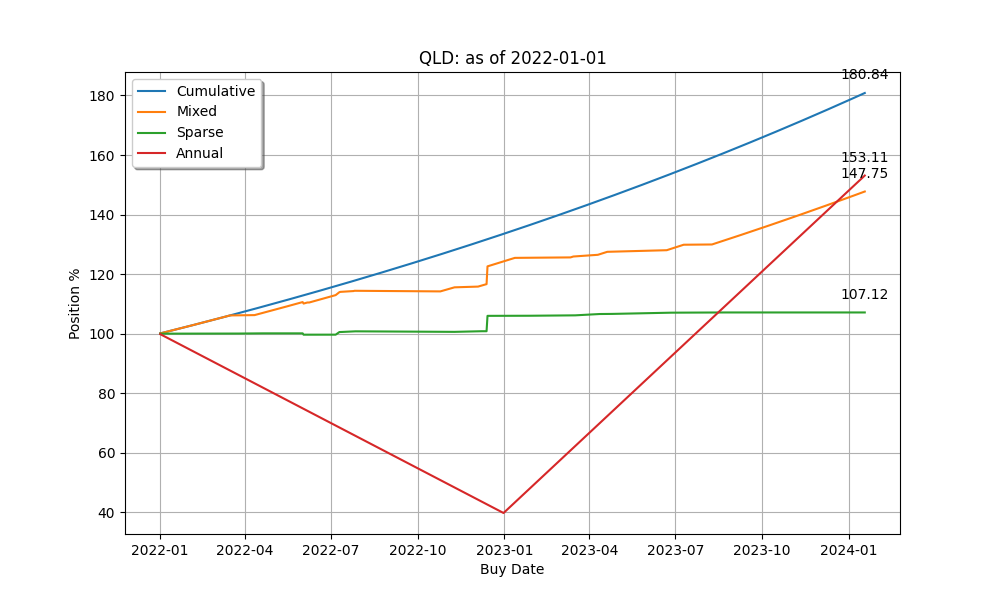 QLD: as of 2022-01-01
180.84
Cumulative
Mixed
Sparse
Annual
153.11
147.75
107.12
Position %
180
160
140
120
100
80
60
40
2022-01 2022-04 2022-07 2022-10 2023-01 2023-04 2023-07 2023-10 2024-01
Buy Date